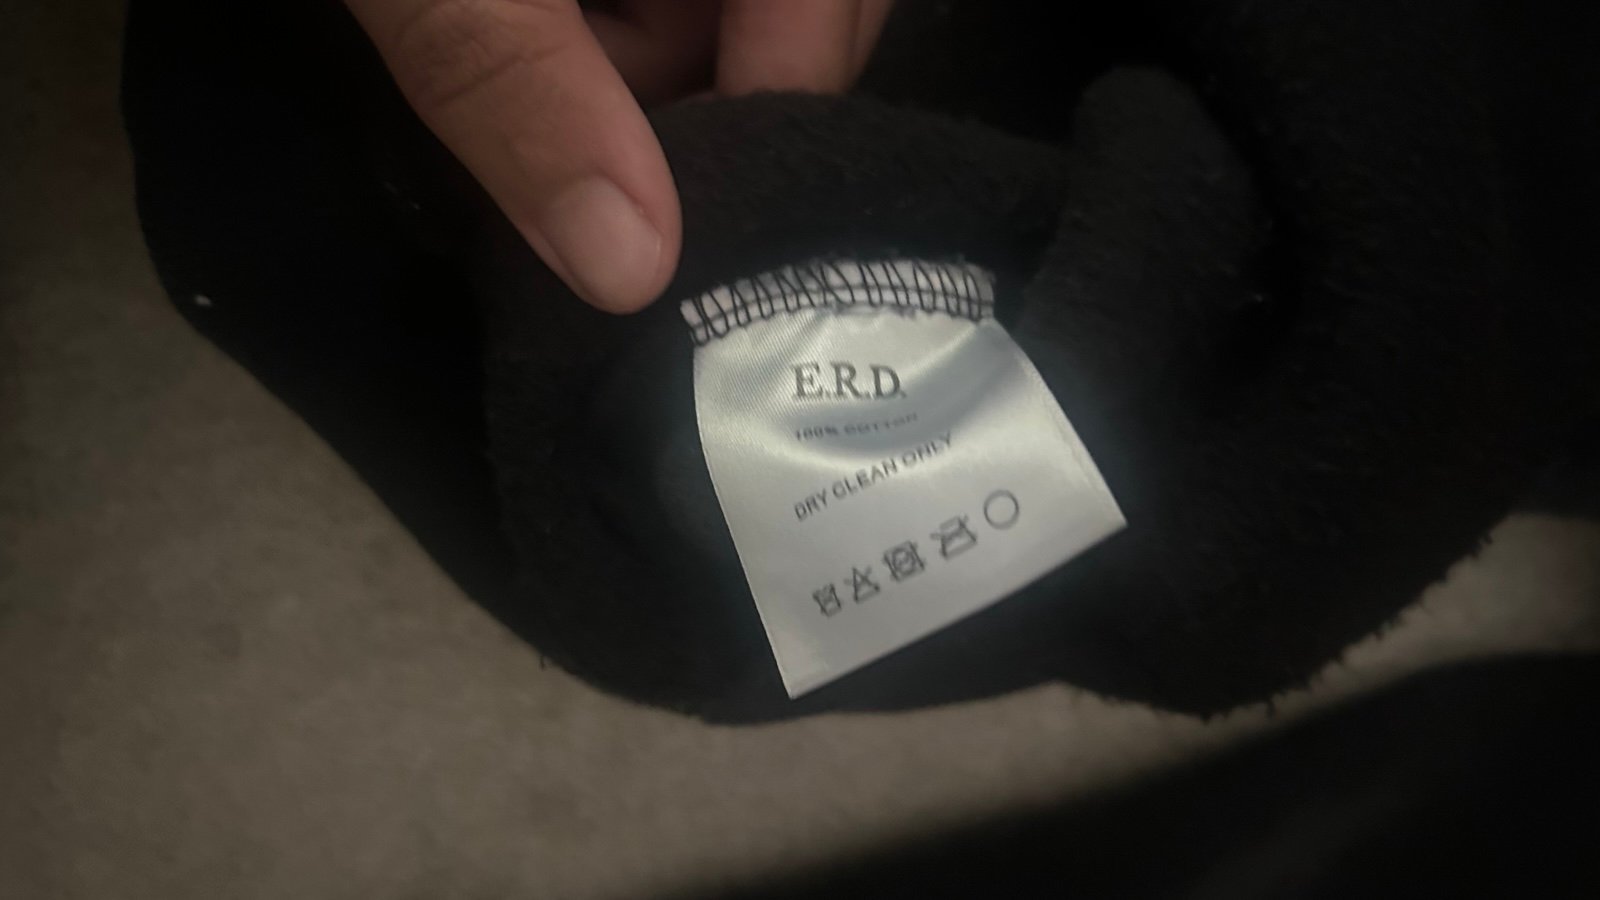 E.R.D.
100% COTTON
DRY CLEAN ONLY